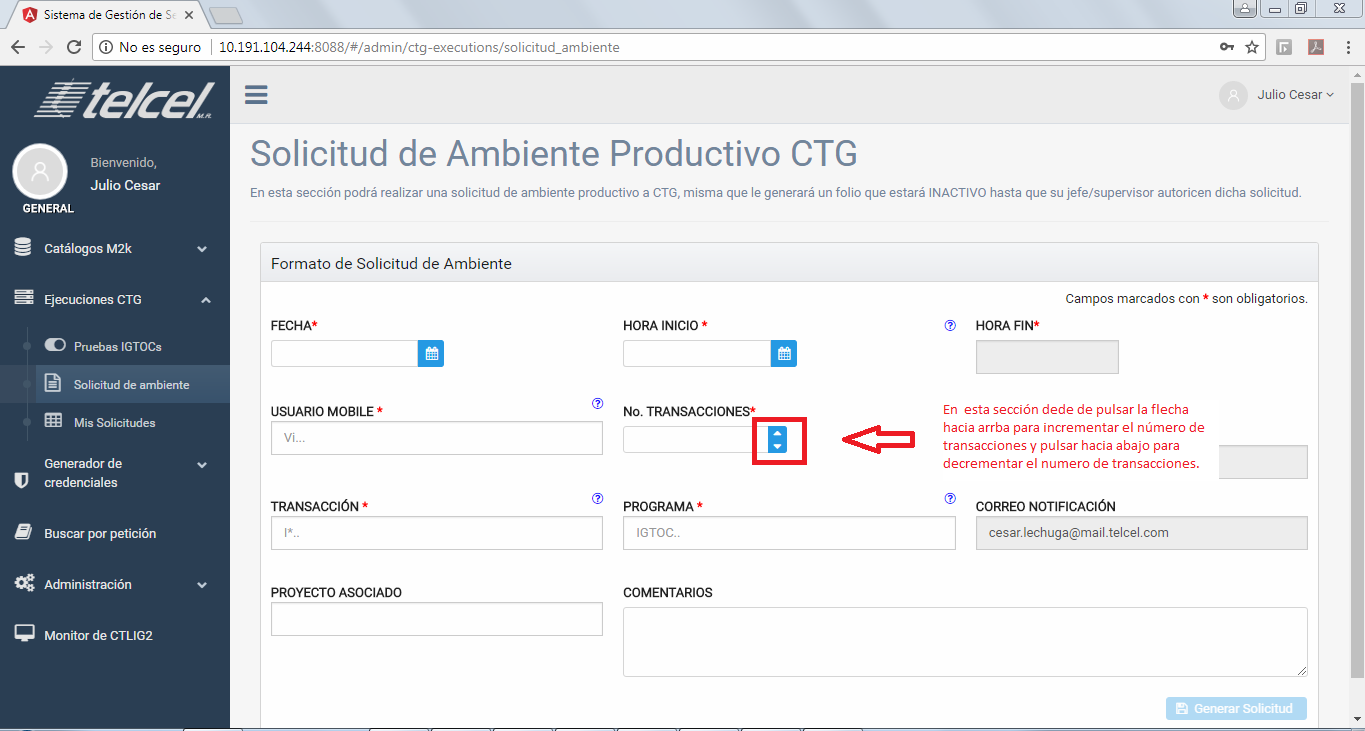 Sistema de Gestión de Se
No es seguro
10.191.104.244:8088/#/admin/ctg-executions/solicitud_ambiente
telcel
M.R.
Julio Cesar
Bienvenido,
Julio Cesar
GENERAL
Catálogos M2k
Ejecuciones CTG
Pruebas IGTOCs
Solicitud de ambiente
Mis Solicitudes
Generador de
credenciales
Buscar por petición
Administración
Monitor de CTLIG2
Solicitud de Ambiente Productivo CTG
En esta sección podrá realizar una solicitud de ambiente productivo a CTG, misma que le generará un folio que estará INACTIVO hasta que su jefe/supervisor autoricen dicha solicitud.
Formato de Solicitud de Ambiente
Campos marcados con * son obligatorios.
FECHA*
HORA INICIO *
HORA FIN*
USUARIO MOBILE *
Vi...
No. TRANSACCIONES*
En esta sección dede de pulsar la flecha
hacia arrba para incrementar el número de
transacciones y pulsar hacia abajo para
decrementar el numero de transacciones.
TRANSACCIÓN *
I*..
PROGRAMA *
IGTOC..
CORREO NOTIFICACIÓN
cesar.lechuga@mail.telcel.com
PROYECTO ASOCIADO
COMENTARIOS
Generar Solicitud